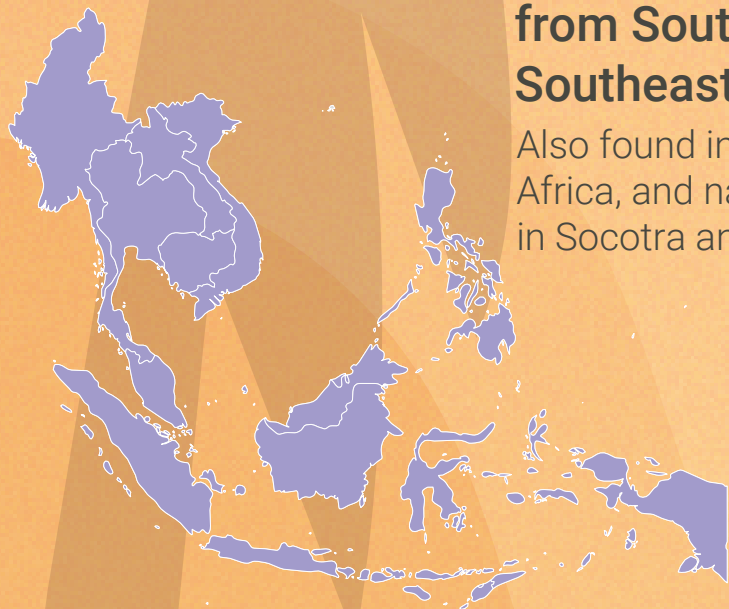 from Sout
Southeast
Also found in
Africa, and na
in Socotra an